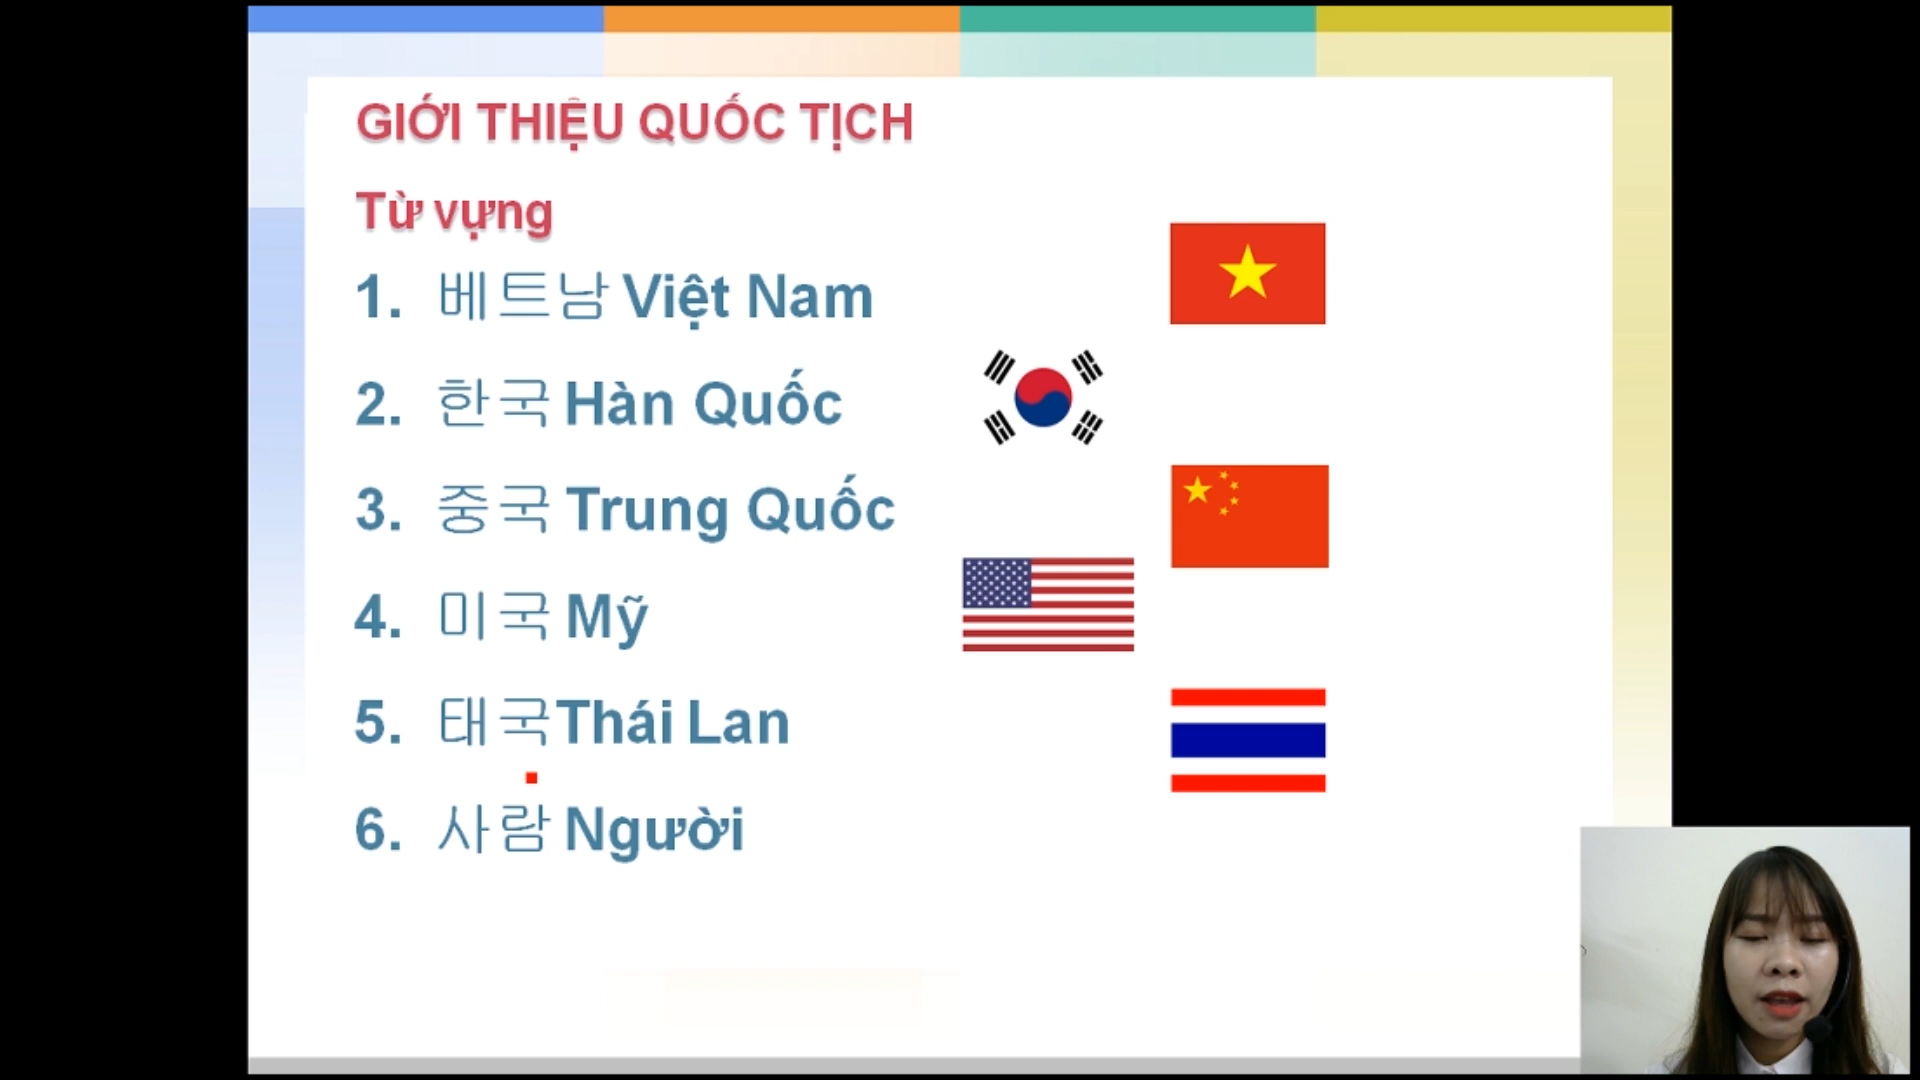 GIỚI THIỆU QUỐC TỊCH
Từ vựng
1. 베트남 Việt Nam
2. 한국 Hàn Quốc
3. 중국 Trung Quốc
4. 미국 Mỹ
5. 태국Thái Lan
6. 사람 Người